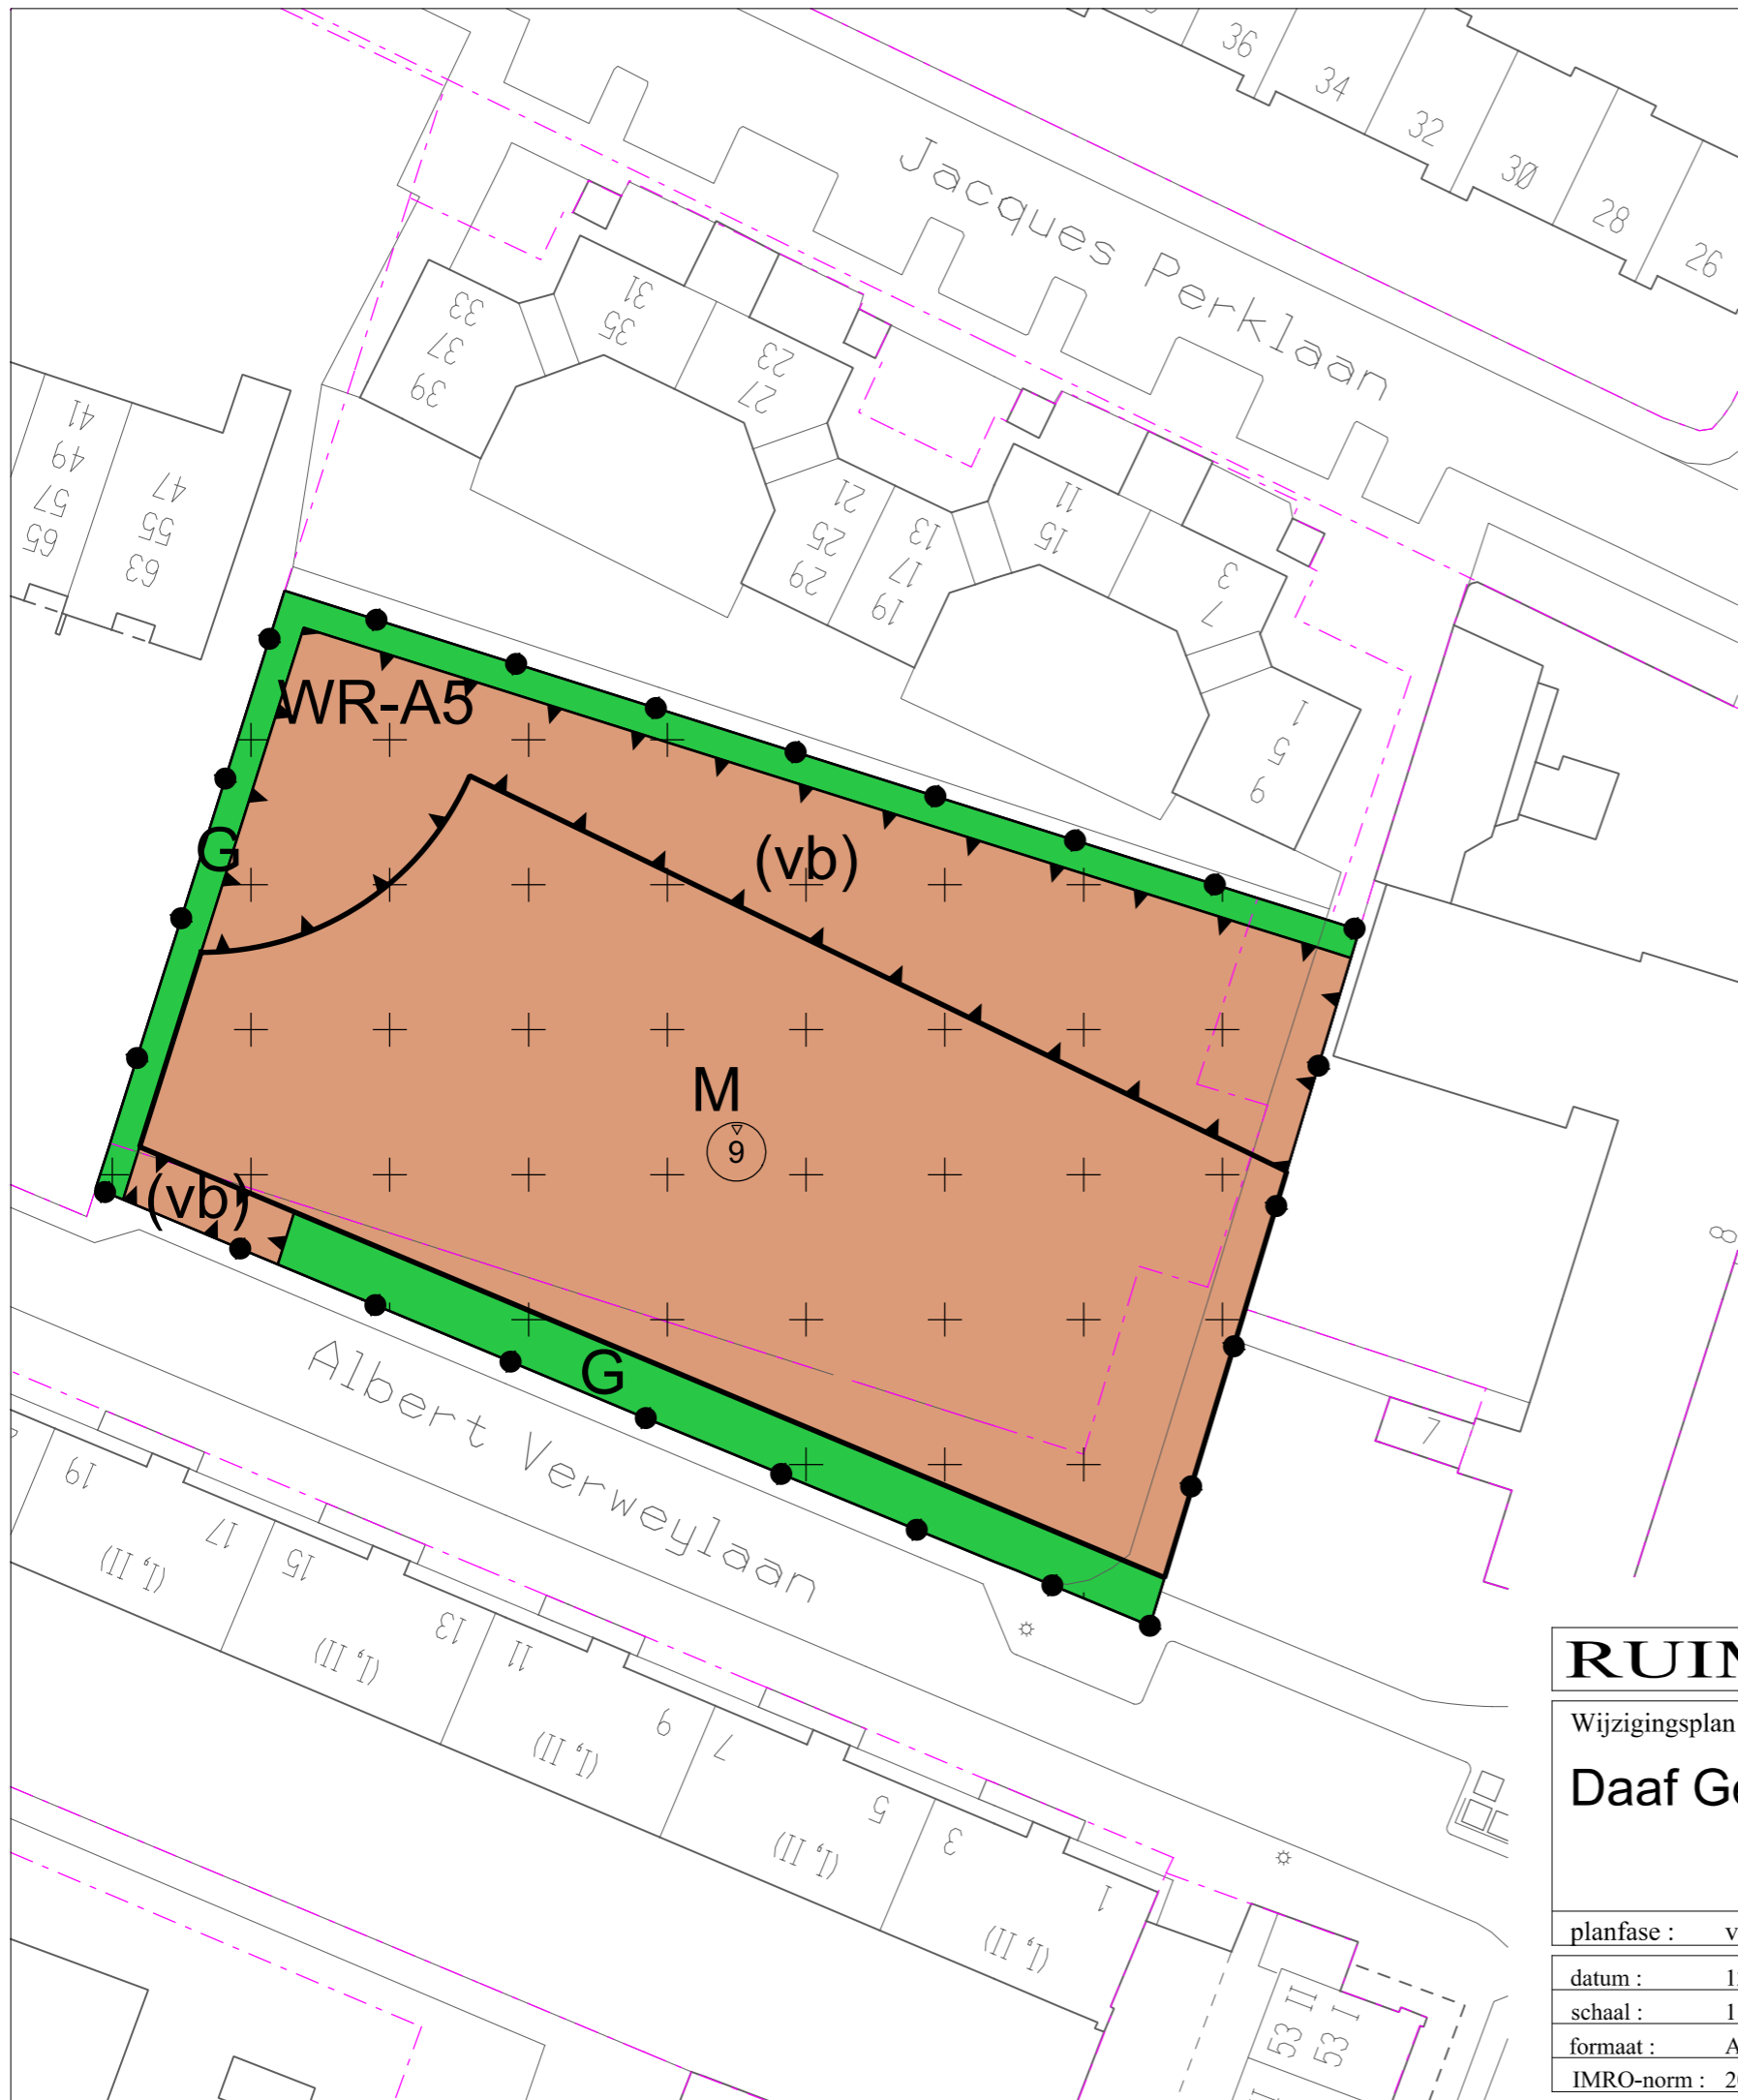 36
34
32
30
28
26
Jacques Perklaan
33
37
39
31
35
23
27
21
25
29
13
17
19
11
15
3
7
1
5
9
41
49
57
65
47
55
63
WR-A5
G
(vb)
M
9
(vb)
G
8
7
Albert Verweylaan
19
17
(I, II)
15
13
(I, II)
11
9
(I, II)
7
5
(I, II)
3
1
(I, II)
53 II
53 I
Wijzigingsplan
Daaf
planfase :
datum :
schaal :
formaat :
IMRO-norm :